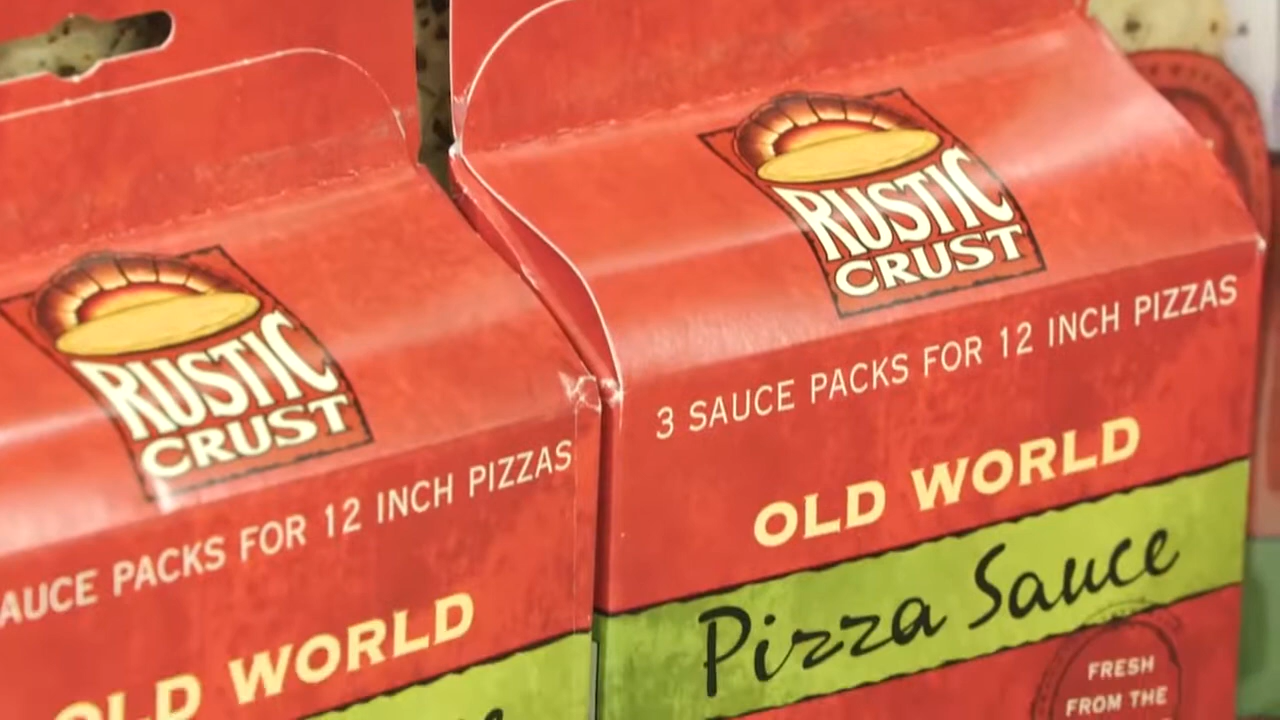 RUSTIC
CRUST
3 SAUCE PACKS FOR 12 INCH PIZZAS
OLD WORLD
Pizza Sauce
FRESH
FROM THE
RUSTIC
CRUST
AUCE PACKS FOR 12 INCH PIZZAS
OLD WORLD